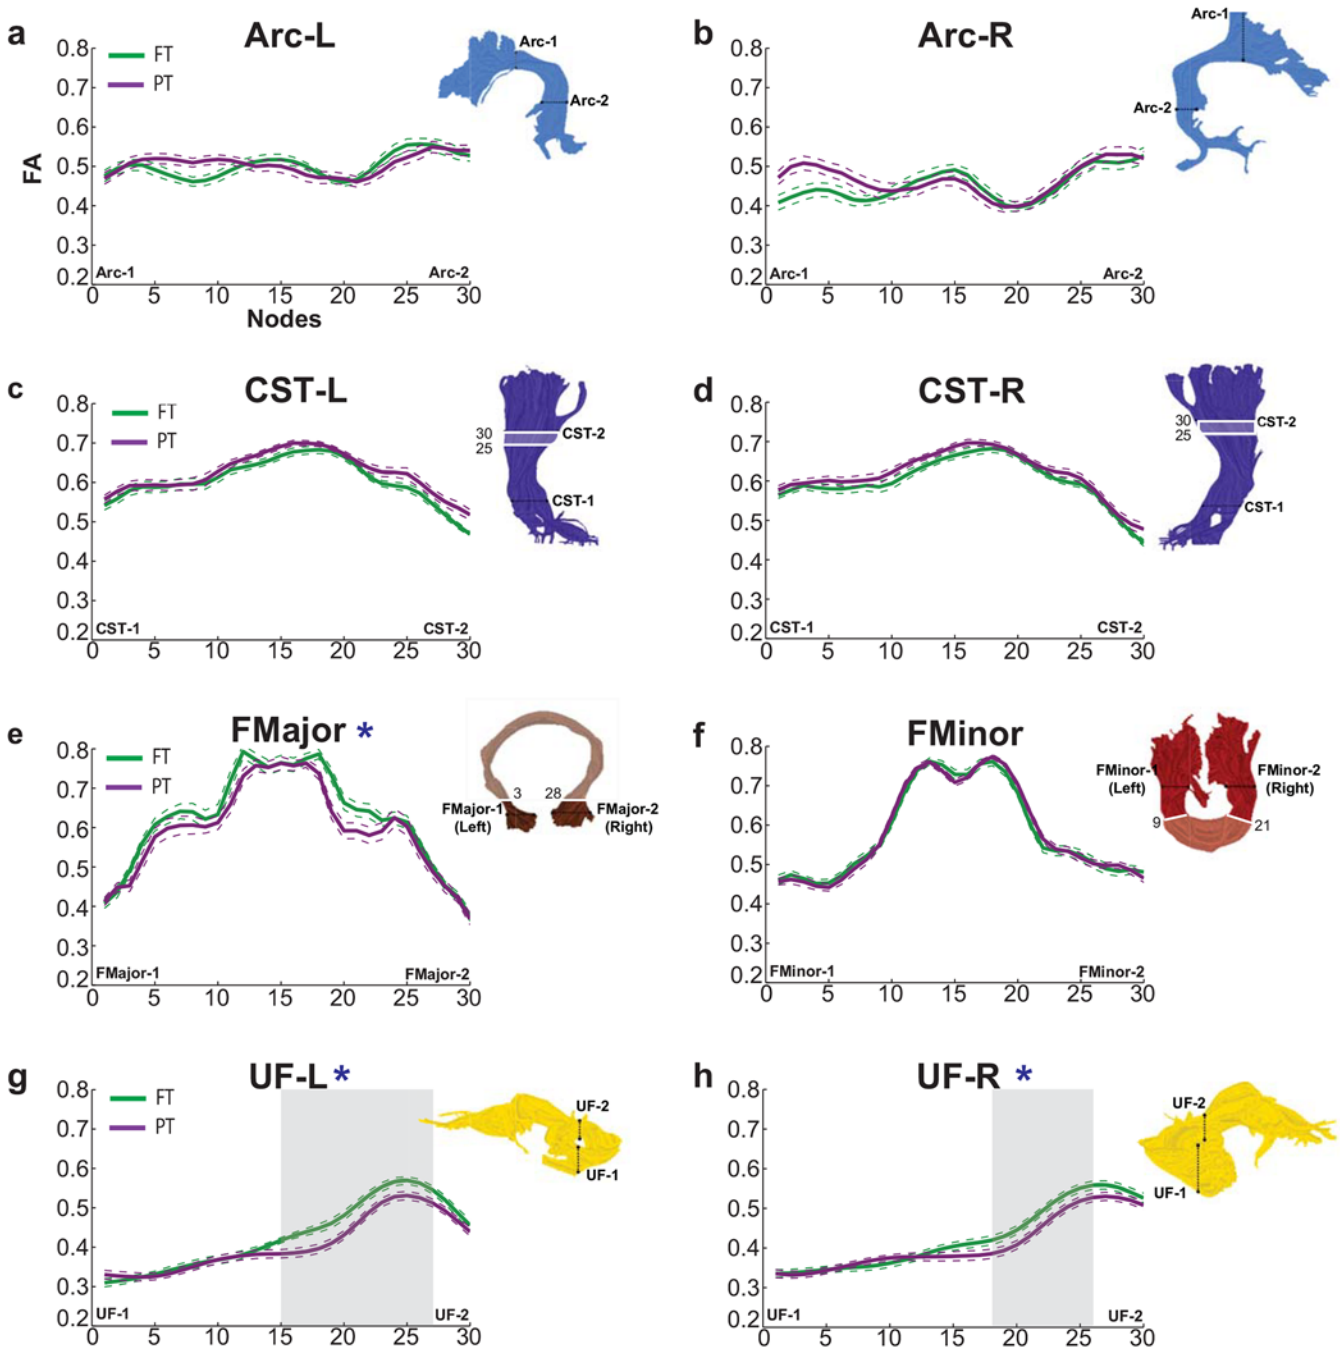 a Arc-L
0.8
0.7
0.6
0.5
0.4
0.3
0.2
FA
FT
PT
Arc-1
Arc-2
Arc-1 Arc-2
0 5 10 15 20 25 30
Nodes
b Arc-R
0.8
0.7
0.6
0.5
0.4
0.3
0.2
Arc-1
Arc-2
Arc-1 Arc-2
0 5 10 15 20 25 30
c CST-L
0.8
0.7
0.6
0.5
0.4
0.3
0.2
FT
PT
30
25
CST-2
CST-1
CST-1 CST-2
0 5 10 15 20 25 30
d CST-R
0.8
0.7
0.6
0.5
0.4
0.3
0.2
30
25
CST-2
CST-1
CST-1 CST-2
0 5 10 15 20 25 30
e FMajor *
0.8
0.7
0.6
0.5
0.4
0.3
0.2
FT
PT
3 28
FMajor-1
(Left)
FMajor-2
(Right)
FMajor-1 FMajor-2
0 5 10 15 20 25 30
f FMinor
0.8
0.7
0.6
0.5
0.4
0.3
0.2
FMinor-1
(Left)
FMinor-2
(Right)
9 21
FMinor-1 FMinor-2
0 5 10 15 20 25 30
g UF-L *
0.8
0.7
0.6
0.5
0.4
0.3
0.2
FT
PT
UF-2
UF-1
UF-1 UF-2
0 5 10 15 20 25 30
h UF-R *
0.8
0.7
0.6
0.5
0.4
0.3
0.2
UF-2
UF-1
UF-1 UF-2
0 5 10 15 20 25 30